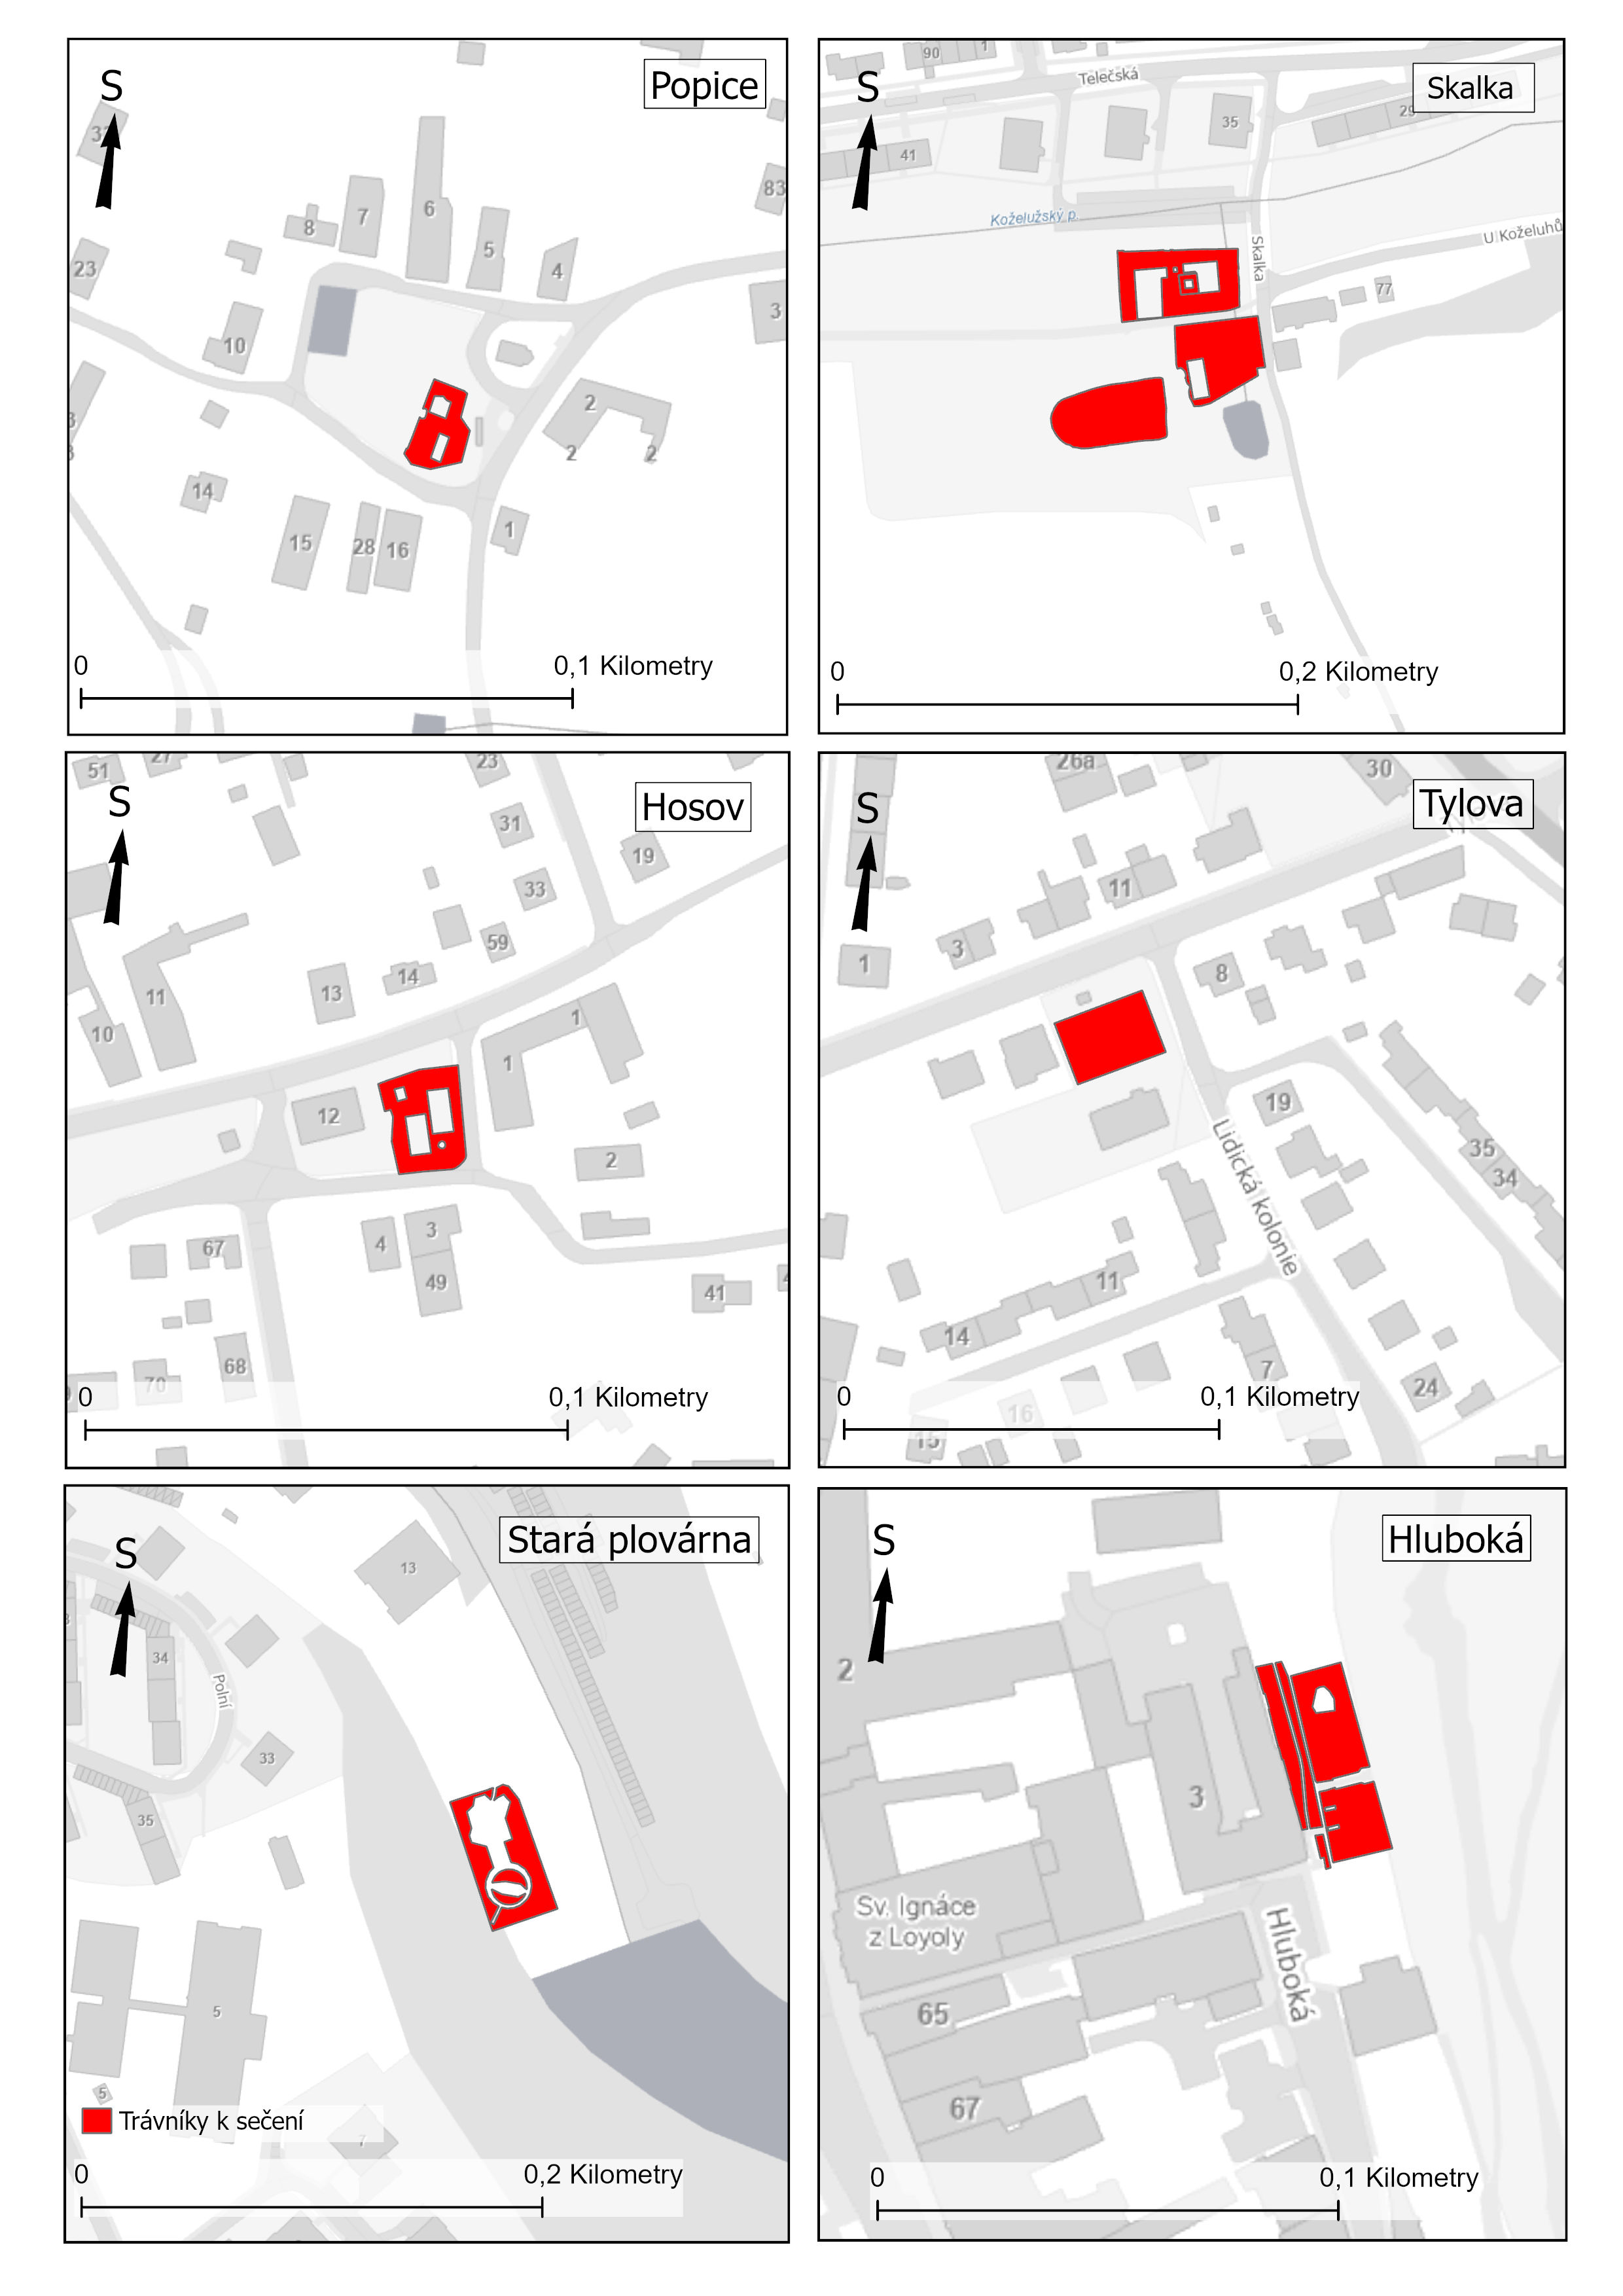 S
Popice
32
7
6
8
5
4
83
23
3
10
2
2
2
14
15
28
16
1
0
0,1 Kilometry
S
Skalka
90
1
Telečská
35
29
41
Koželužský p.
Skalka
U Koželuhů
77
0
0,2 Kilometry
S
Hosov
51
27
23
31
19
33
59
14
13
11
10
1
1
12
2
3
4
67
49
41
68
70
0
0,1 Kilometry
S
Tylova
26a
30
11
3
1
8
19
35
34
Lidická kolonie
11
14
7
24
16
15
0
0,1 Kilometry
S
Stará plovárna
13
34
Polní
33
35
5
5
7
Trávníky k sečení
0
0,2 Kilometry
S
Hluboká
2
3
Sv. Ignáce
z Loyoly
Hluboká
65
67
0
0,1 Kilometry